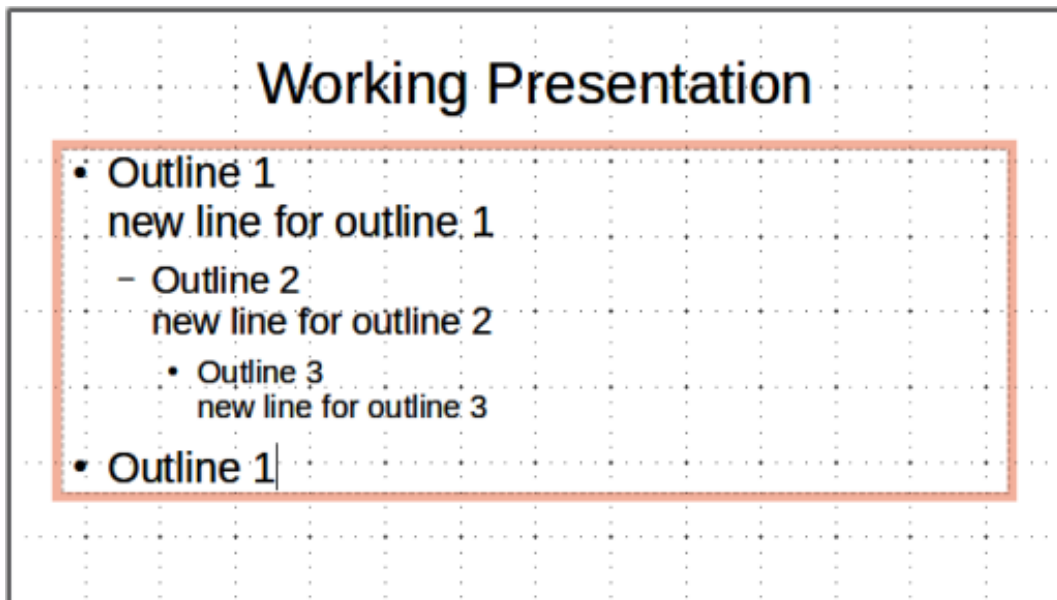 Working Presentation
• Outline 1
new line for outline 1
– Outline 2
new line for outline 2
• Outline 3
new line for outline 3
• Outline 1